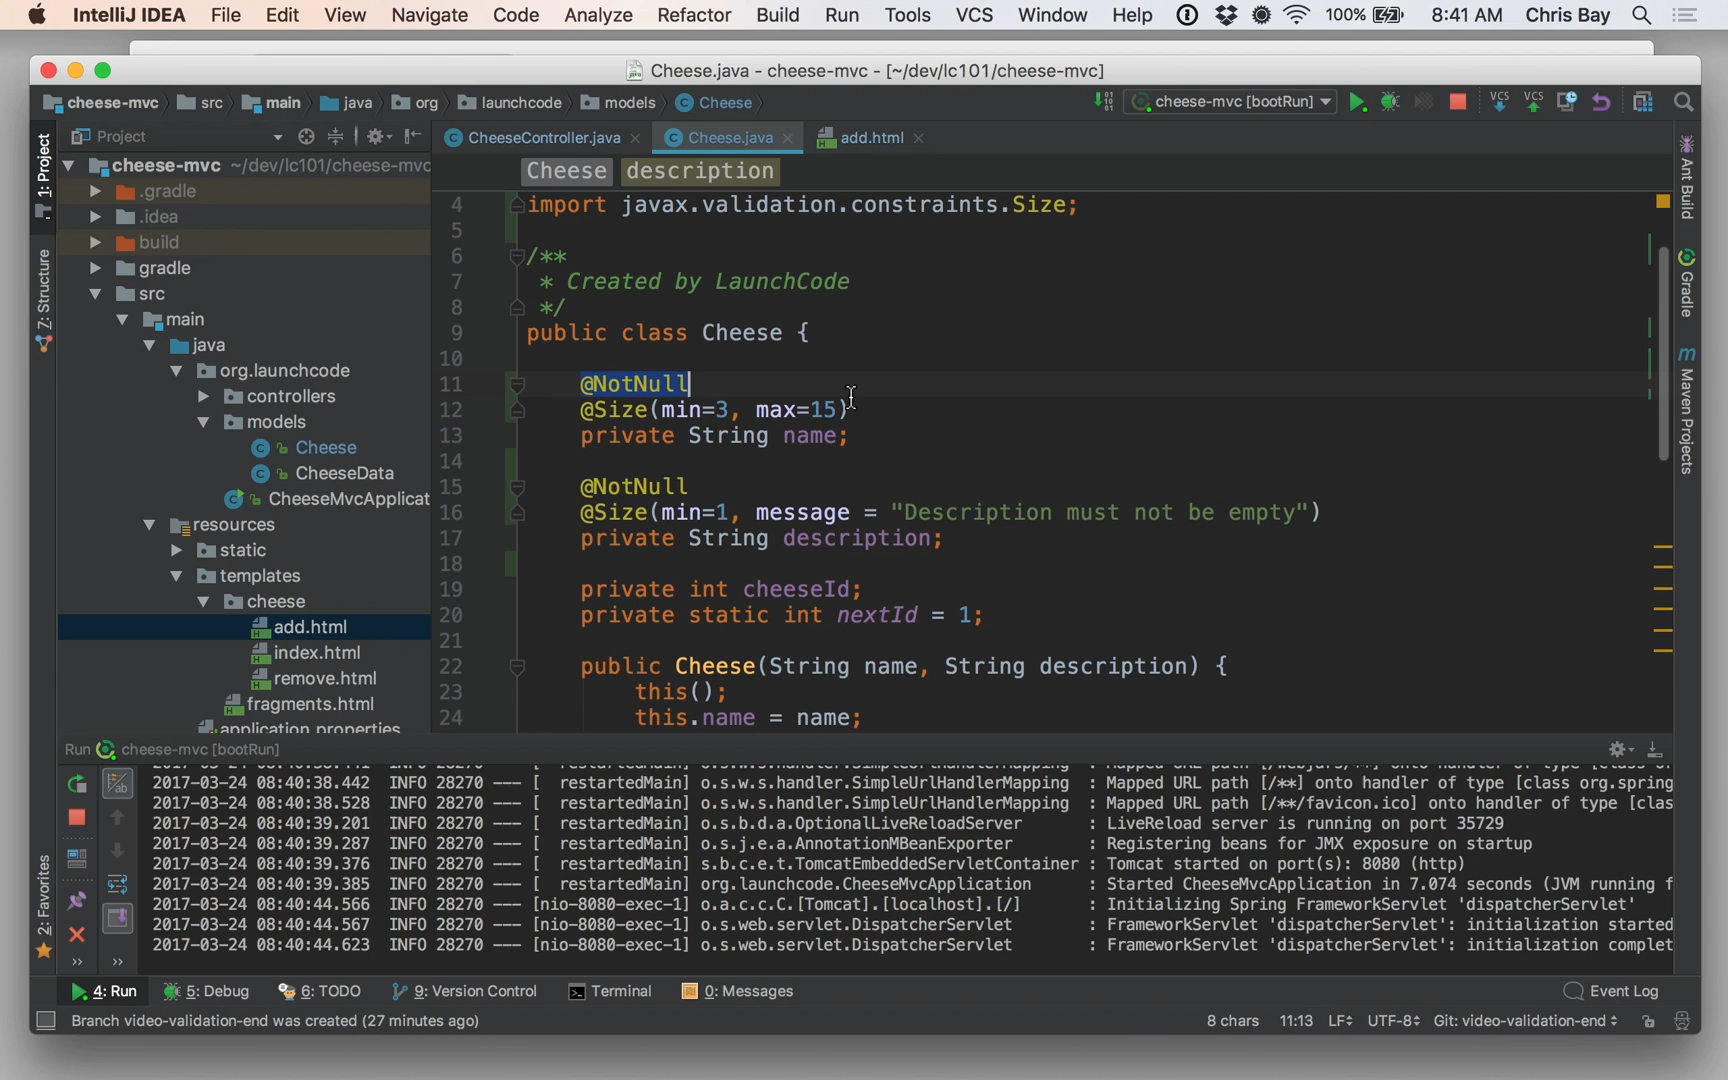 IntelliJ IDEA File Edit View Navigate Code Analyze Refactor Build Run Tools VCS Window Help 100% 8:41 AM Chris Bay
Cheese.java - cheese-mvc - [~/dev/lc101/cheese-mvc]
cheese-mvc src main java org launchcode models Cheese cheese-mvc [bootRun] VCS VCS
Project CheeseController.java Cheese.java add.html
1: Project
7: Structure
2: Favorites
Ant Build
Gradle
Maven Projects
cheese-mvc ~/dev/lc101/cheese-mvc
.gradle
.idea
build
gradle
src
main
java
org.launchcode
controllers
models
Cheese
CheeseData
CheeseMvcApplicat
resources
static
templates
cheese
add.html
index.html
remove.html
fragments.html
application.properties
Cheese description
4 import javax.validation.constraints.Size;
5
6 /**
7 * Created by LaunchCode
8 */
9 public class Cheese {
10
11 @NotNull
12 @Size(min=3, max=15)
13 private String name;
14
15 @NotNull
16 @Size(min=1, message = "Description must not be empty")
17 private String description;
18
19 private int cheeseId;
20 private static int nextId = 1;
21
22 public Cheese(String name, String description) {
23 this();
24 this.name = name;
Run cheese-mvc [bootRun]
2017-03-24 08:40:38.442 INFO 28270 --- [ restartedMain] o.s.w.s.handler.SimpleUrlHandlerMapping : Mapped URL path [/**] onto handler of type [class org.spring
2017-03-24 08:40:38.528 INFO 28270 --- [ restartedMain] o.s.w.s.handler.SimpleUrlHandlerMapping : Mapped URL path [/**/favicon.ico] onto handler of type [clas
2017-03-24 08:40:39.201 INFO 28270 --- [ restartedMain] o.s.b.d.a.OptionalLiveReloadServer : LiveReload server is running on port 35729
2017-03-24 08:40:39.287 INFO 28270 --- [ restartedMain] o.s.j.e.a.AnnotationMBeanExporter : Registering beans for JMX exposure on startup
2017-03-24 08:40:39.376 INFO 28270 --- [ restartedMain] s.b.c.e.t.TomcatEmbeddedServletContainer : Tomcat started on port(s): 8080 (http)
2017-03-24 08:40:39.385 INFO 28270 --- [ restartedMain] org.launchcode.CheeseMvcApplication : Started CheeseMvcApplication in 7.074 seconds (JVM running f
2017-03-24 08:40:44.566 INFO 28270 --- [nio-8080-exec-1] o.a.c.c.C.[Tomcat].[localhost].[/] : Initializing Spring FrameworkServlet 'dispatcherServlet'
2017-03-24 08:40:44.567 INFO 28270 --- [nio-8080-exec-1] o.s.web.servlet.DispatcherServlet : FrameworkServlet 'dispatcherServlet': initialization started
2017-03-24 08:40:44.623 INFO 28270 --- [nio-8080-exec-1] o.s.web.servlet.DispatcherServlet : FrameworkServlet 'dispatcherServlet': initialization complet
4: Run 5: Debug 6: TODO 9: Version Control Terminal 0: Messages Event Log
Branch video-validation-end was created (27 minutes ago) 8 chars 11:13 LF UTF-8 Git: video-validation-end